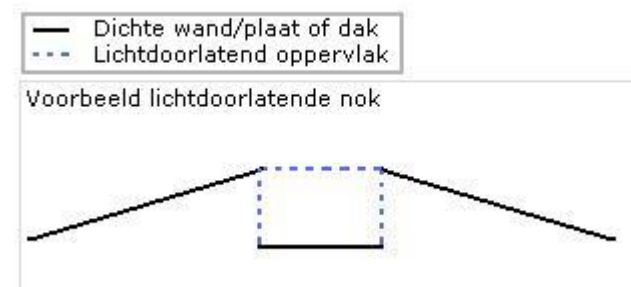 Dichte wand/plaat of dak
Lichtdoorlatend oppervlak
Voorbeeld lichtdoorlatende nok